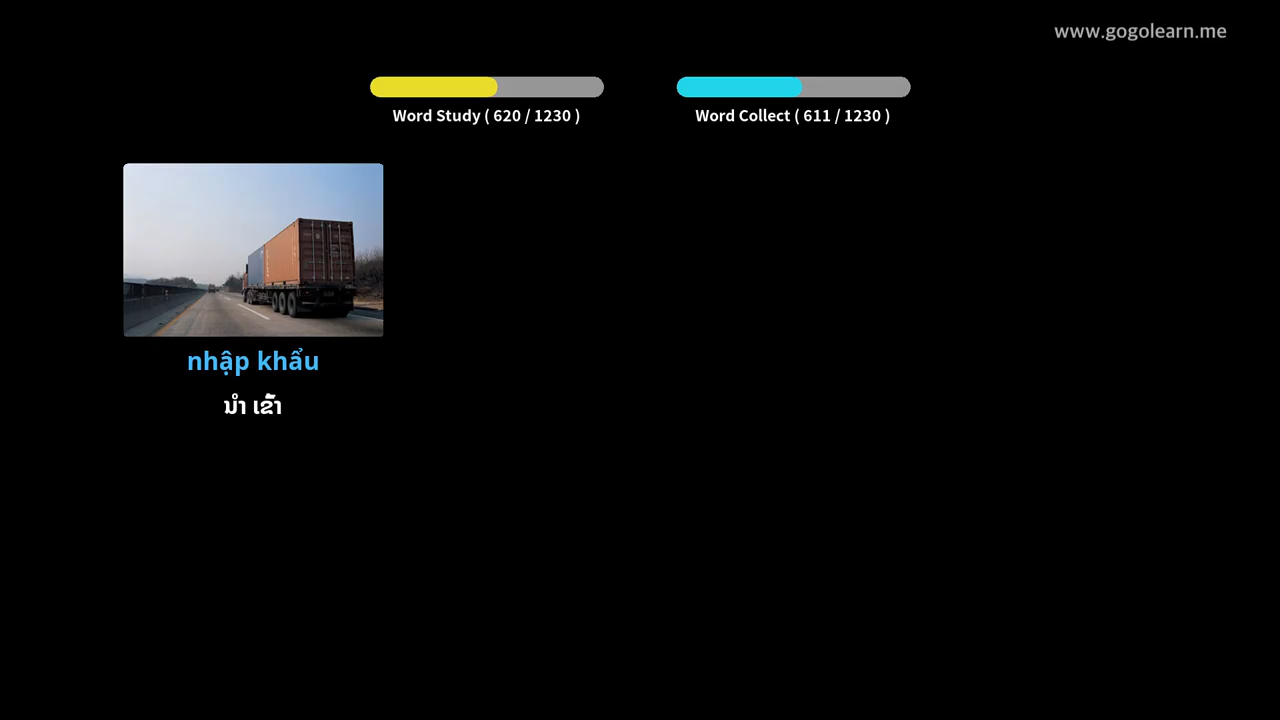 www.gogolearn.me
Word Study ( 620 / 1230 )
Word Collect ( 611 / 1230 )
nhập khẩu
ນຳ ເຂົ້າ